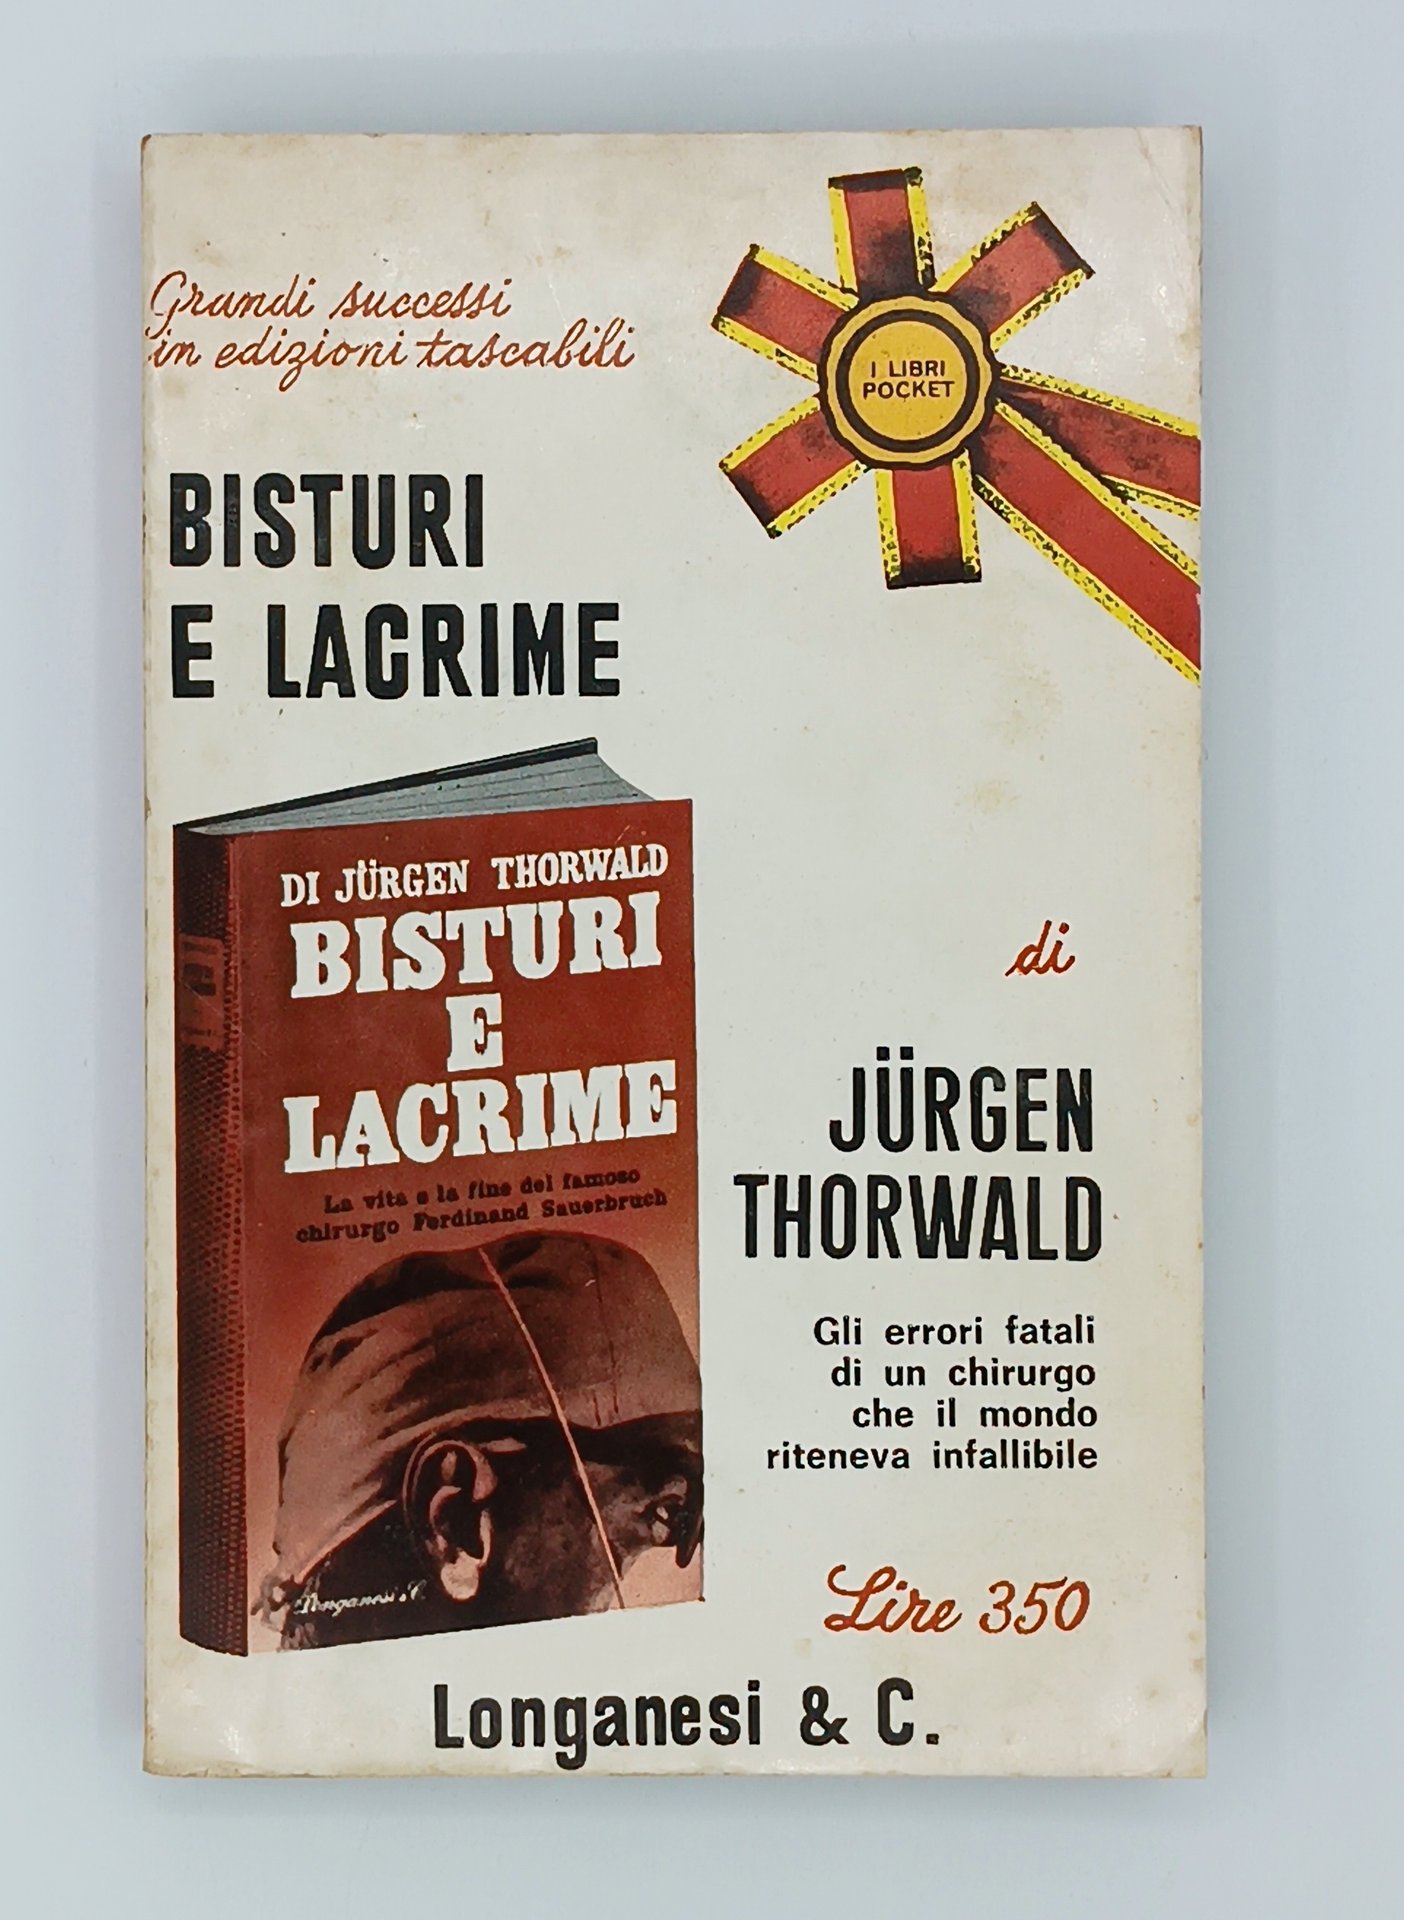 Grandi successi
in edizioni tascabili
I LIBRI
POCKET
BISTURI
E LACRIME
DI JÜRGEN THORWALD
BISTURI
E
LACRIME
La vita e la fine del famoso
chirurgo Ferdinand Sauerbruch
Longanesi & C.
di
JÜRGEN
THORWALD
Gli errori fatali
di un chirurgo
che il mondo
riteneva infallibile
Lire 350
Longanesi & C.